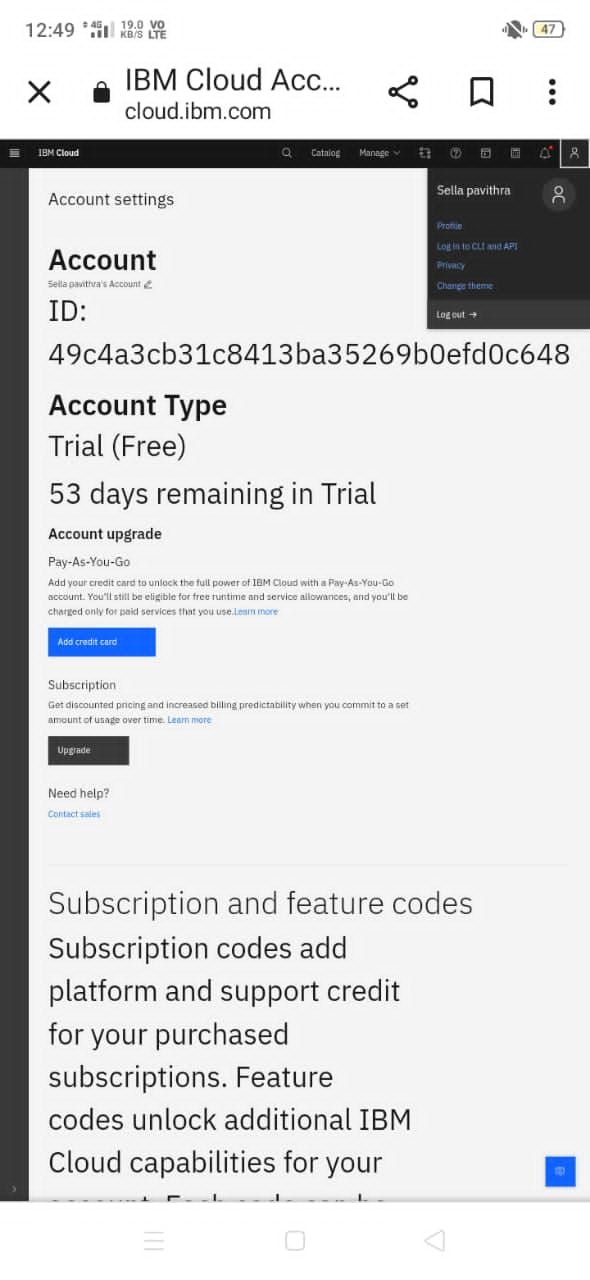 12:49 4G 19.0 KB/S VO LTE 47
IBM Cloud Acc...
cloud.ibm.com
IBM Cloud Catalog Manage
Account settings
Sella pavithra
Profile
Log in to CLI and API
Privacy
Change theme
Log out →
Account
Sella pavithra's Account
ID:
49c4a3cb31c8413ba35269b0efd0c648
Account Type
Trial (Free)
53 days remaining in Trial
Account upgrade
Pay-As-You-Go
Add your credit card to unlock the full power of IBM Cloud with a Pay-As-You-Go
account. You'll still be eligible for free runtime and service allowances, and you'll be
charged only for paid services that you use.Learn more
Add credit card
Subscription
Get discounted pricing and increased billing predictability when you commit to a set
amount of usage over time. Learn more
Upgrade
Need help?
Contact sales
Subscription and feature codes
Subscription codes add
platform and support credit
for your purchased
subscriptions. Feature
codes unlock additional IBM
Cloud capabilities for your